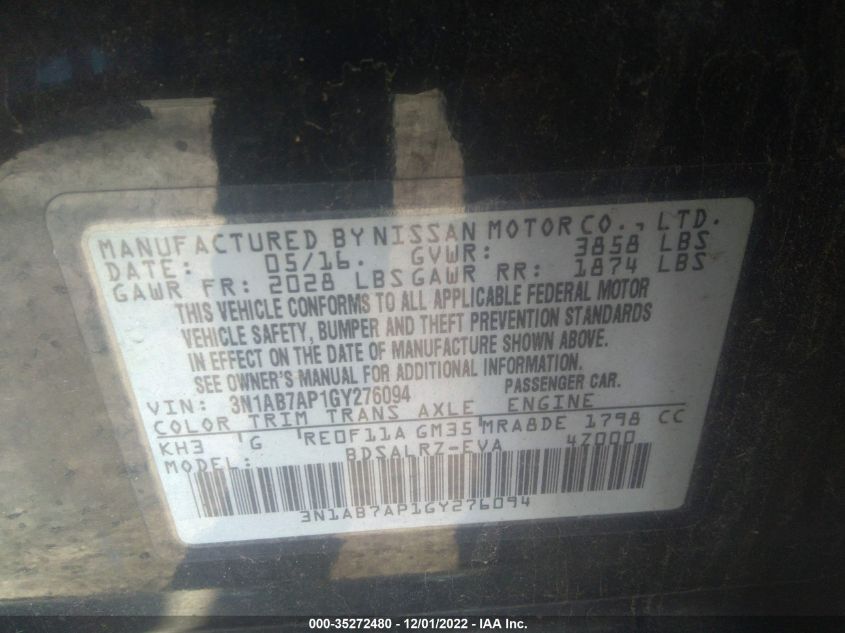 MANUFACTURED BY NISSAN MOTOR CO., LTD.
DATE: 05/16. GVWR: 3858 LBS
GAWR FR: 2028 LBS GAWR RR: 1874 LBS
THIS VEHICLE CONFORMS TO ALL APPLICABLE FEDERAL MOTOR
VEHICLE SAFETY, BUMPER AND THEFT PREVENTION STANDARDS
IN EFFECT ON THE DATE OF MANUFACTURE SHOWN ABOVE.
SEE OWNER'S MANUAL FOR ADDITIONAL INFORMATION.
VIN: 3N1AB7AP1GY276094 PASSENGER CAR.
COLOR TRIM TRANS AXLE ENGINE
KH3 G RE0F11A GM35 MRA8DE 1798 CC
MODEL: BDSALRZ-EVA 4Z000
3N1AB7AP1GY276094
000-35272480 - 12/01/2022 - IAA Inc.